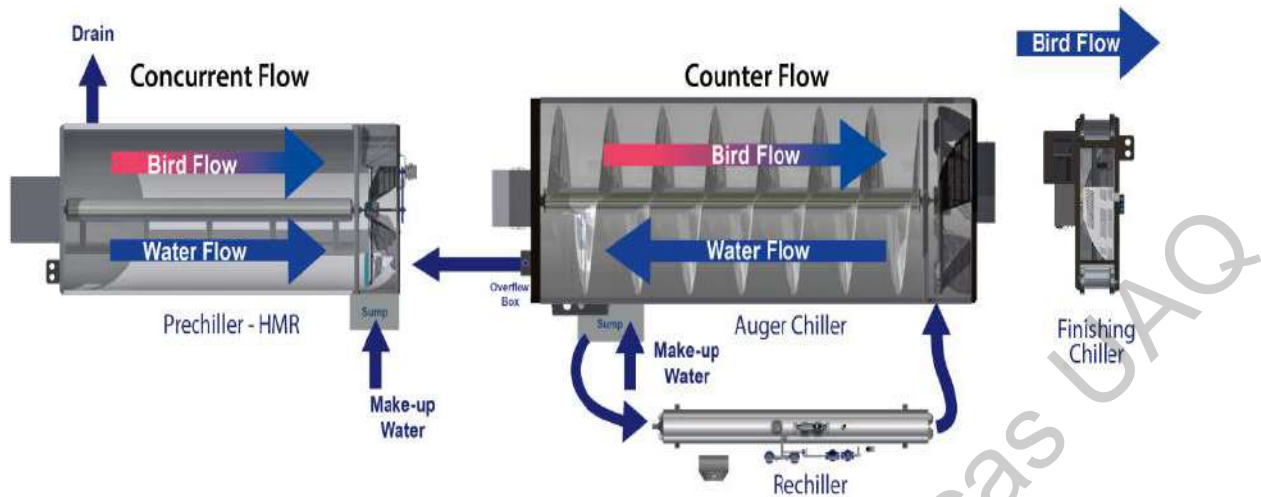 Drain
Concurrent Flow
Counter Flow
Bird Flow
Bird Flow
Bird Flow
Water Flow
Water Flow
Overflow
Box
Prechiller - HMR
Sump
Make-up
Water
Sump
Make-up
Water
Auger Chiller
Finishing
Chiller
Rechiller
UAQ